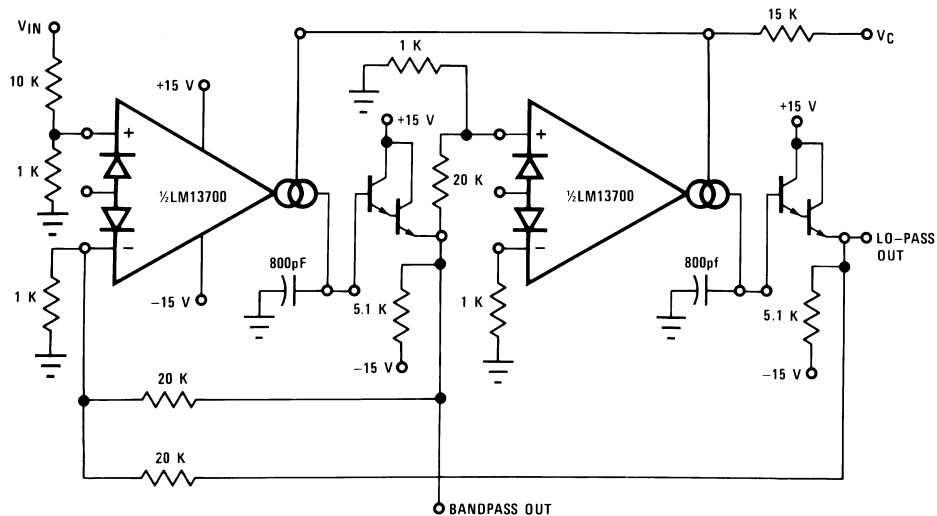 VIN
10 K
1 K
1 K
+15 V
+
½LM13700
−
−15 V
800pF
+15 V
5.1 K
−15 V
1 K
20 K
+
½LM13700
−
1 K
15 K
VC
800pf
+15 V
LO-PASS
OUT
5.1 K
−15 V
20 K
20 K
BANDPASS OUT